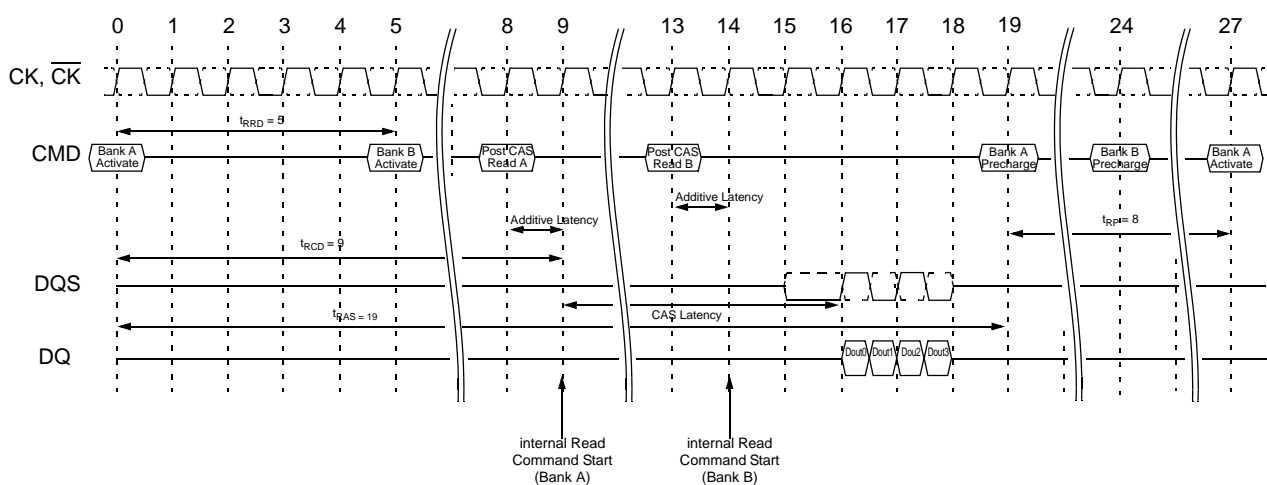 0 1 2 3 4 5 8 9 13 14 15 16 17 18 19 24 27
CK, CK
tRRD = 5
CMD
Bank A Activate
Bank B Activate
Post CAS Read A
Post CAS Read B
Bank A Precharge
Bank B Precharge
Bank A Activate
Additive Latency
Additive Latency
tRP = 8
tRCD = 9
DQS
CAS Latency
tRAS = 19
DQ
Dout0 Dout1 Dou2 Dout3
internal Read
Command Start
(Bank A)
internal Read
Command Start
(Bank B)